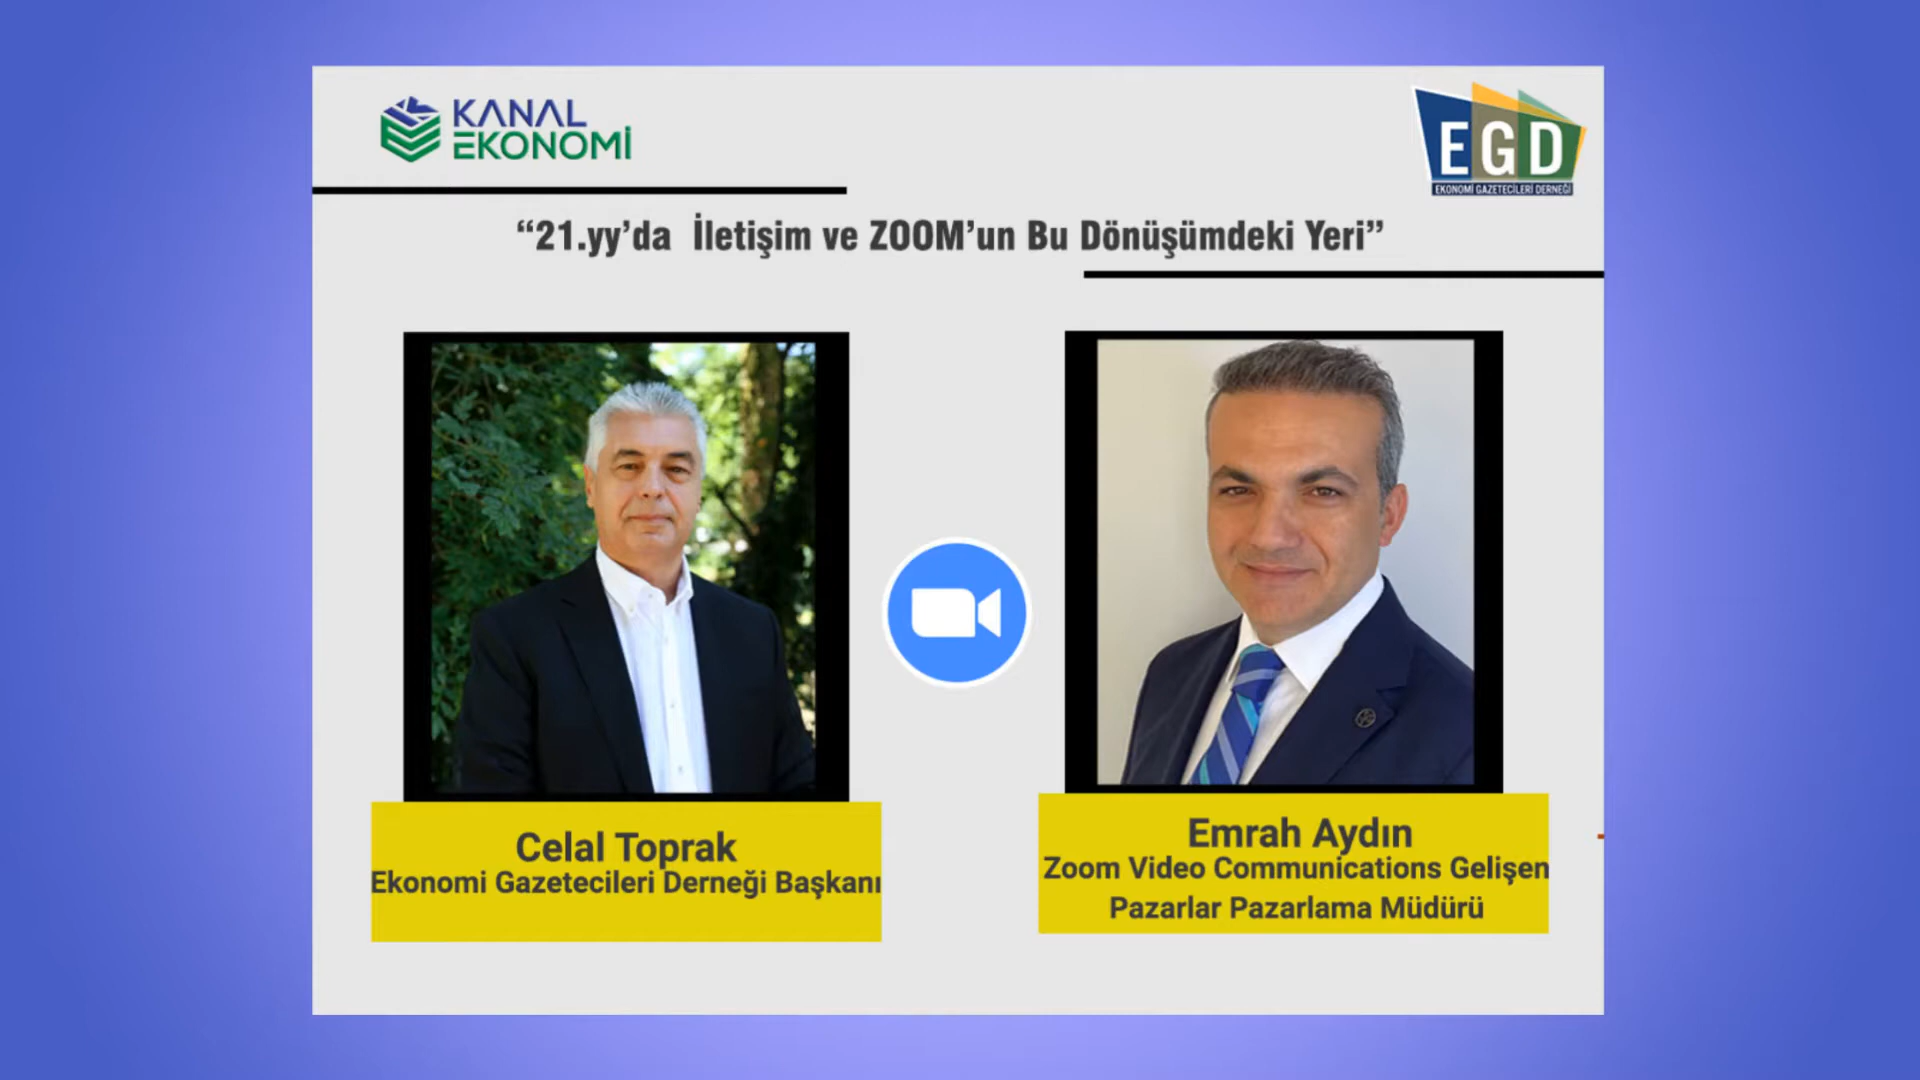 KANAL
EKONOMİ
EGD
EKONOMİ GAZETECİLERİ DERNEĞİ
“21.yy’da İletişim ve ZOOM’un Bu Dönüşümdeki Yeri”
Celal Toprak
Ekonomi Gazetecileri Derneği Başkanı
Emrah Aydın
Zoom Video Communications Gelişen
Pazarlar Pazarlama Müdürü